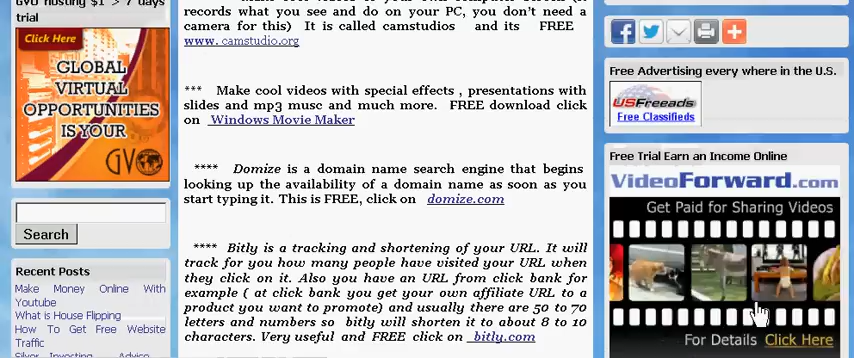 GVO hosting $1 > 7 days
trial
Click Here
GLOBAL
VIRTUAL
OPPORTUNITIES
IS YOUR
GVO
Search
Recent Posts
Make Money Online With
Youtube
What is House Flipping
How To Get Free Website
Traffic
Silver Investing Advice
records what you see and do on your PC, you don't need a
camera for this) It is called camstudios and its FREE
www. camstudio.org
*** Make cool videos with special effects , presentations with
slides and mp3 musc and much more. FREE download click
on Windows Movie Maker
**** Domize is a domain name search engine that begins
looking up the availability of a domain name as soon as you
start typing it. This is FREE, click on domize.com
**** Bitly is a tracking and shortening of your URL. It will
track for you how many people have visited your URL when
they click on it. Also you have an URL from click bank for
example ( at click bank you get your own affiliate URL to a
product you want to promote) and usually there are 50 to 70
letters and numbers so bitly will shorten it to about 8 to 10
characters. Very useful and FREE click on bitly.com
Free Advertising every where in the U.S.
USFreeads
Free Classifieds
Free Trial Earn an Income Online
VideoForward.com
Get Paid for Sharing Videos
For Details Click Here